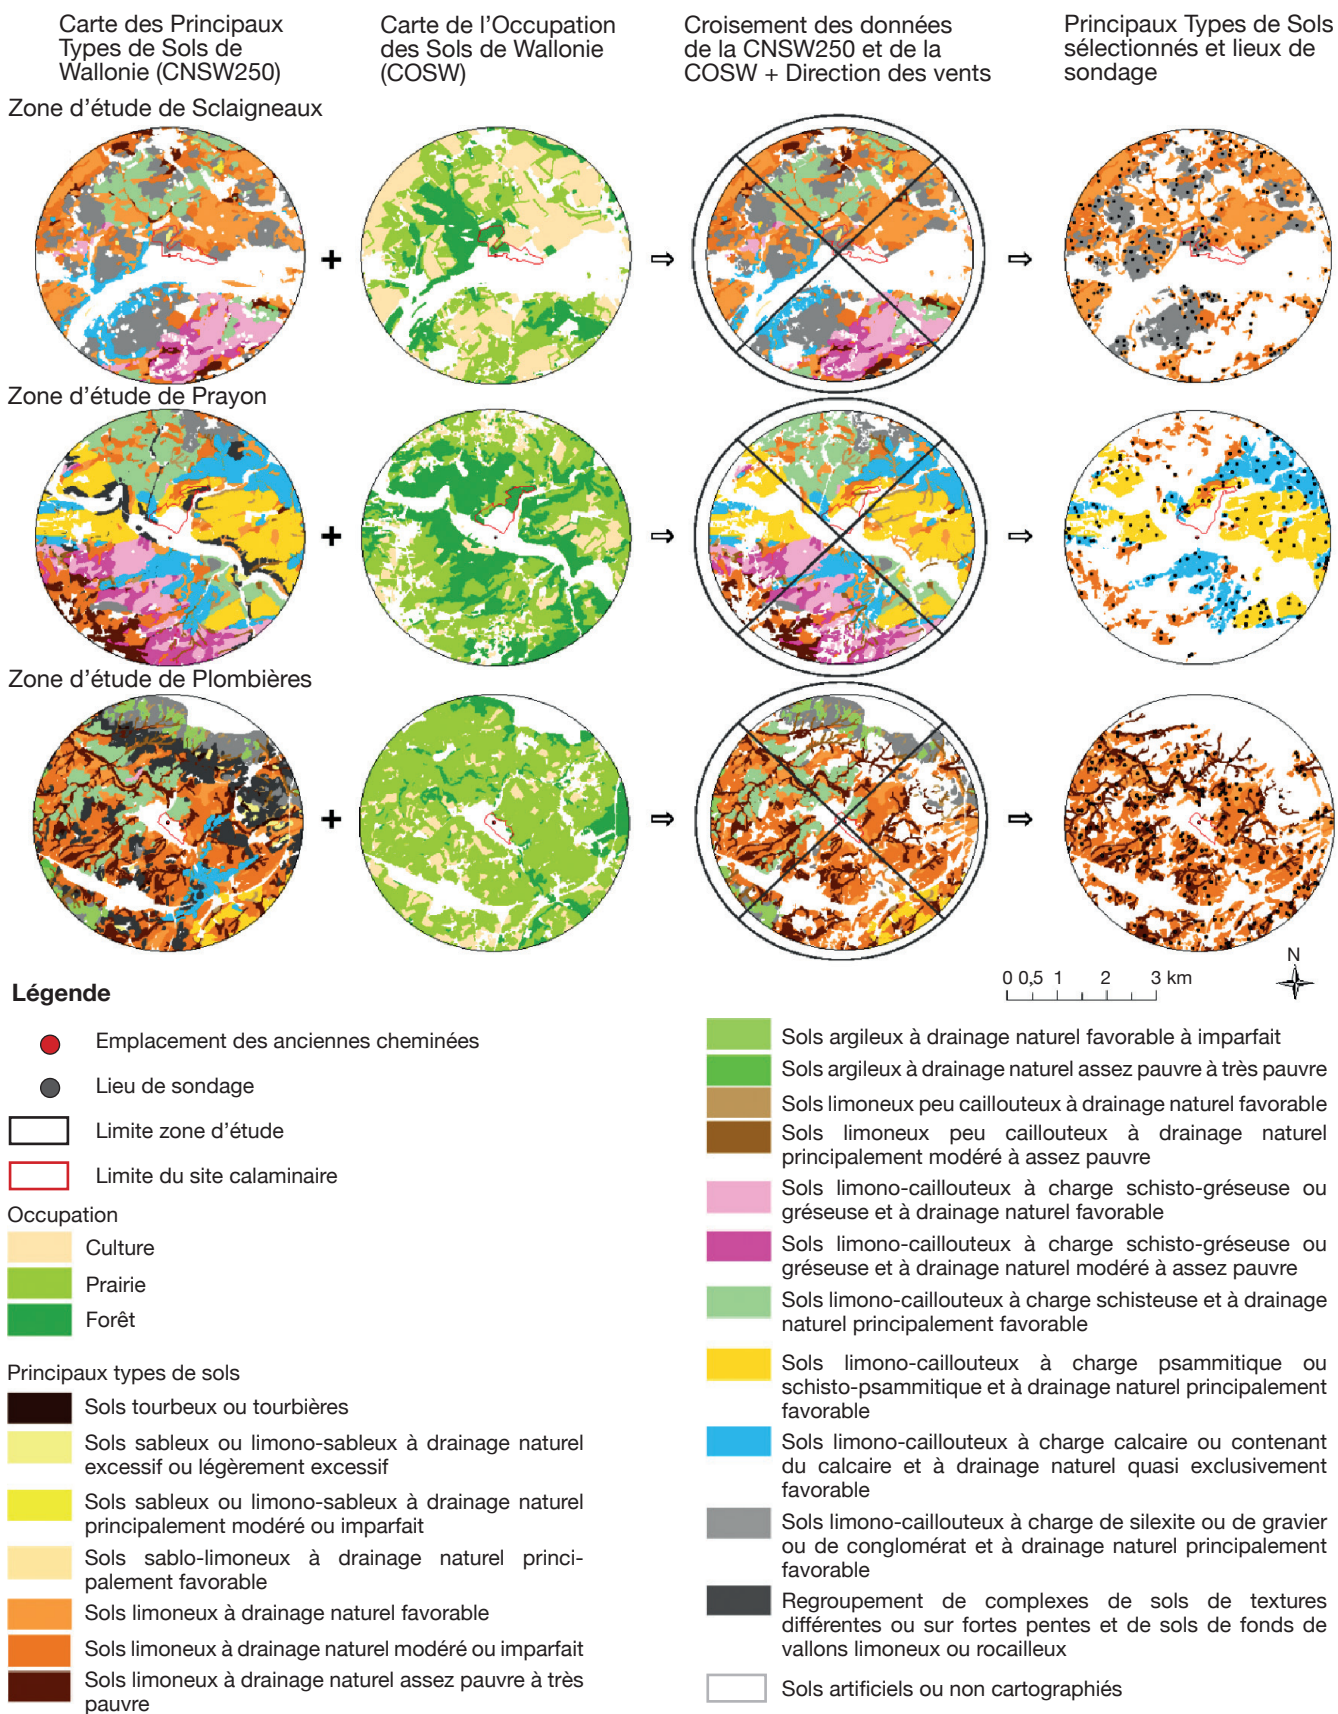 Carte des Principaux
Types de Sols de
Wallonie (CNSW250)
Carte de l'Occupation
des Sols de Wallonie
(COSW)
Croisement des données
de la CNSW250 et de la
COSW + Direction des vents
Principaux Types de Sols
sélectionnés et lieux de
sondage
Zone d'étude de Sclaigneaux
+
⇨
⇨
Zone d'étude de Prayon
+
⇨
⇨
Zone d'étude de Plombières
+
⇨
⇨
N
0 0,5 1 2 3 km
Légende
Emplacement des anciennes cheminées
Lieu de sondage
Limite zone d'étude
Limite du site calaminaire
Occupation
Culture
Prairie
Forêt
Principaux types de sols
Sols tourbeux ou tourbières
Sols sableux ou limono-sableux à drainage naturel
excessif ou légèrement excessif
Sols sableux ou limono-sableux à drainage naturel
principalement modéré ou imparfait
Sols sablo-limoneux à drainage naturel princi-
palement favorable
Sols limoneux à drainage naturel favorable
Sols limoneux à drainage naturel modéré ou imparfait
Sols limoneux à drainage naturel assez pauvre à très
pauvre
Sols argileux à drainage naturel favorable à imparfait
Sols argileux à drainage naturel assez pauvre à très pauvre
Sols limoneux peu caillouteux à drainage naturel favorable
Sols limoneux peu caillouteux à drainage naturel
principalement modéré à assez pauvre
Sols limono-caillouteux à charge schisto-gréseuse ou
gréseuse et à drainage naturel favorable
Sols limono-caillouteux à charge schisto-gréseuse ou
gréseuse et à drainage naturel modéré à assez pauvre
Sols limono-caillouteux à charge schisteuse et à drainage
naturel principalement favorable
Sols limono-caillouteux à charge psammitique ou
schisto-psammitique et à drainage naturel principalement
favorable
Sols limono-caillouteux à charge calcaire ou contenant
du calcaire et à drainage naturel quasi exclusivement
favorable
Sols limono-caillouteux à charge de silexite ou de gravier
ou de conglomérat et à drainage naturel principalement
favorable
Regroupement de complexes de sols de textures
différentes ou sur fortes pentes et de sols de fonds de
vallons limoneux ou rocailleux
Sols artificiels ou non cartographiés